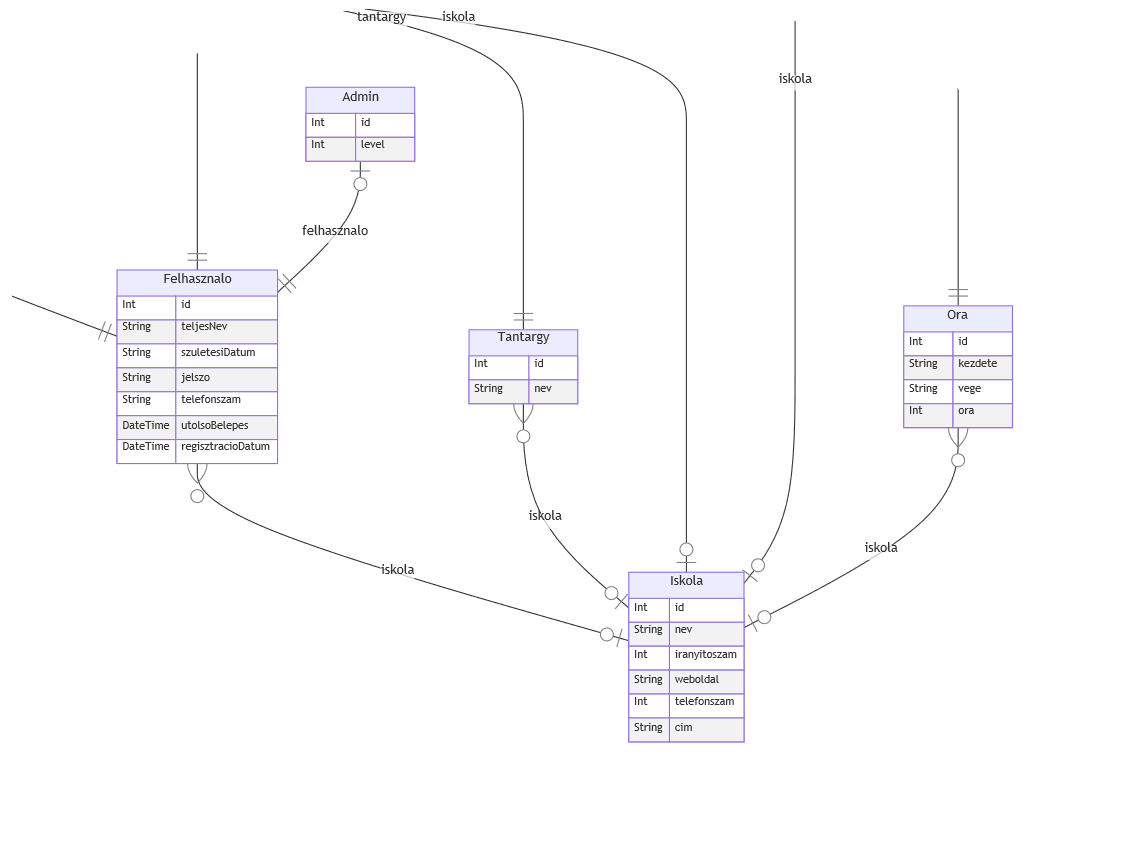 tantargy
iskola
iskola
Admin
Int id
Int level
felhasznalo
Felhasznalo
Int id
String teljesNev
String szuletesiDatum
String jelszo
String telefonszam
DateTime utolsoBelepes
DateTime regisztracioDatum
Tantargy
Int id
String nev
Ora
Int id
String kezdete
String vege
Int ora
iskola
iskola
iskola
Iskola
Int id
String nev
Int iranyitoszam
String weboldal
Int telefonszam
String cim